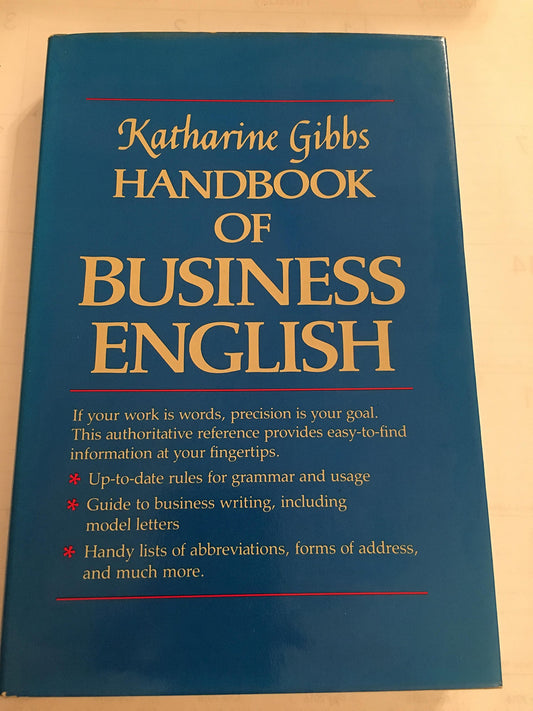 Katharine Gibbs
HANDBOOK
OF
BUSINESS
ENGLISH
If your work is words, precision is your goal.
This authoritative reference provides easy-to-find
information at your fingertips.
* Up-to-date rules for grammar and usage
* Guide to business writing, including
model letters
* Handy lists of abbreviations, forms of address,
and much more.